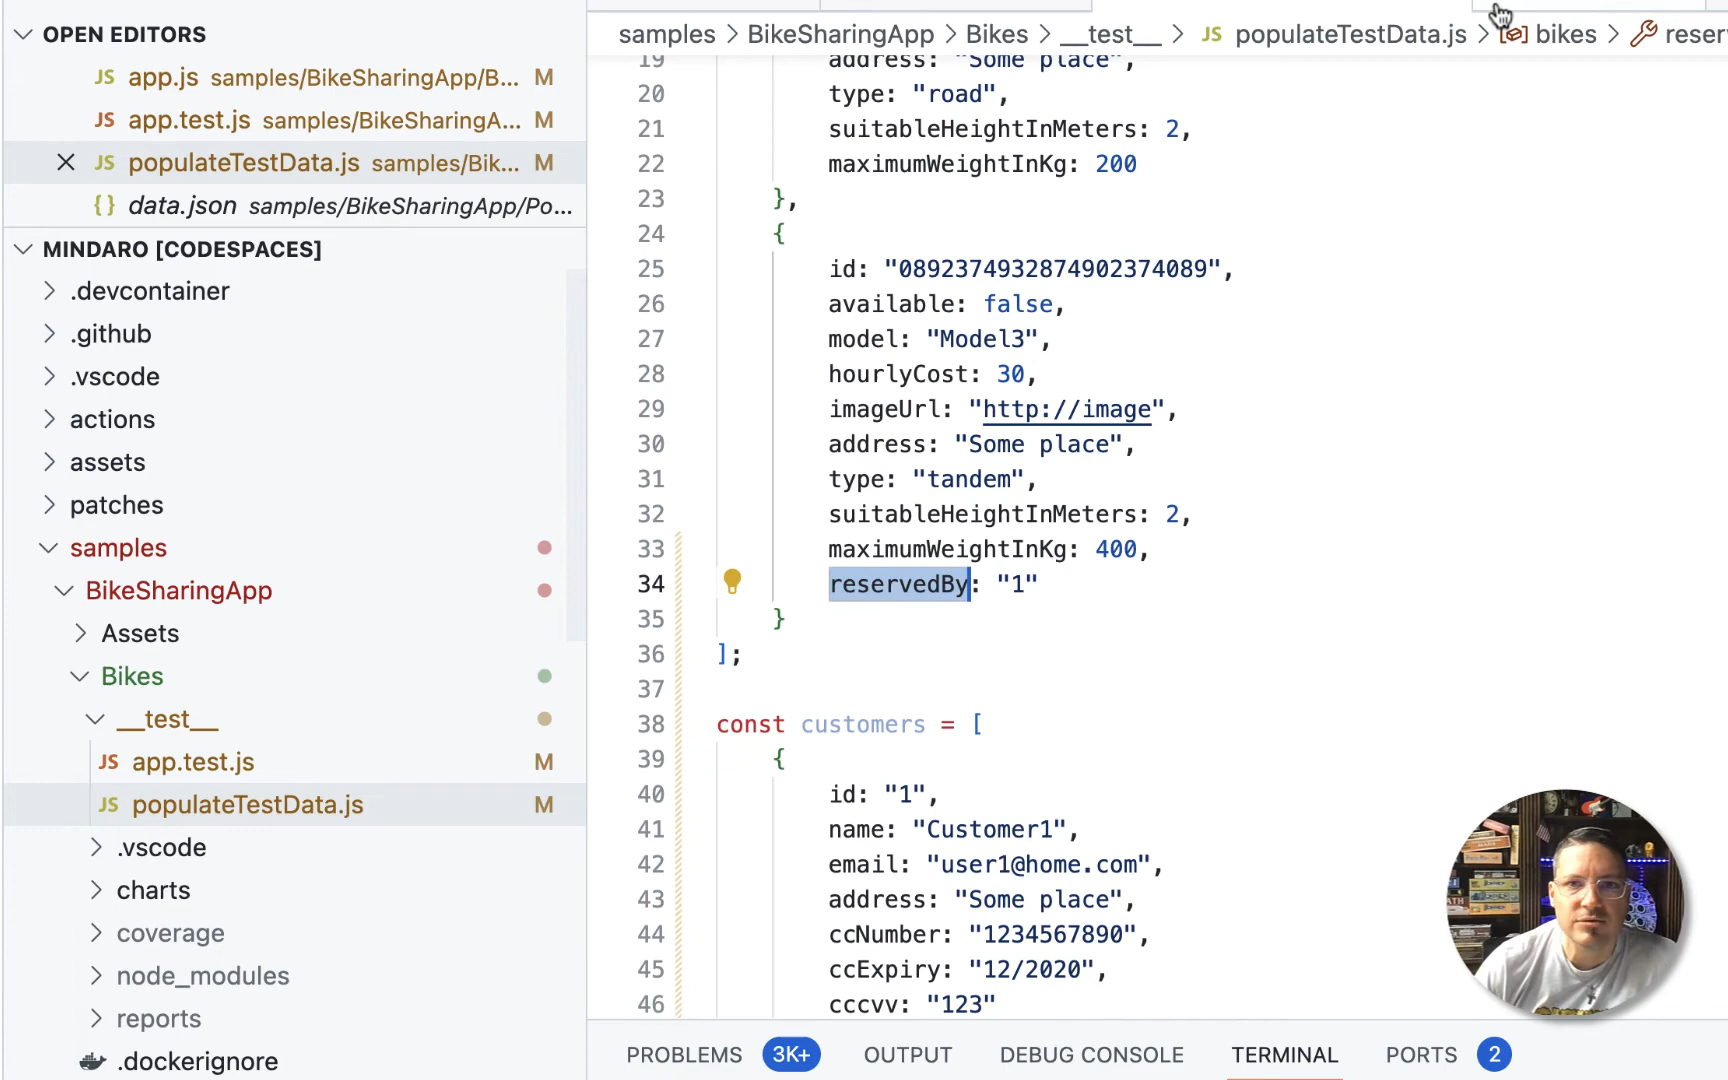 OPEN EDITORS
JS app.js samples/BikeSharingApp/B... M
JS app.test.js samples/BikeSharingA... M
JS populateTestData.js samples/Bik... M
{} data.json samples/BikeSharingApp/Po...
MINDARO [CODESPACES]
.devcontainer
.github
.vscode
actions
assets
patches
samples
BikeSharingApp
Assets
Bikes
__test__
JS app.test.js M
JS populateTestData.js M
.vscode
charts
coverage
node_modules
reports
.dockerignore
samples > BikeSharingApp > Bikes > __test__ > JS populateTestData.js > bikes > reser
19 address: "Some place",
20 type: "road",
21 suitableHeightInMeters: 2,
22 maximumWeightInKg: 200
23 },
24 {
25 id: "0892374932874902374089",
26 available: false,
27 model: "Model3",
28 hourlyCost: 30,
29 imageUrl: "http://image",
30 address: "Some place",
31 type: "tandem",
32 suitableHeightInMeters: 2,
33 maximumWeightInKg: 400,
34 reservedBy: "1"
35 }
36 ];
37
38 const customers = [
39 {
40 id: "1",
41 name: "Customer1",
42 email: "user1@home.com",
43 address: "Some place",
44 ccNumber: "1234567890",
45 ccExpiry: "12/2020",
46 cccvv: "123"
PROBLEMS 3K+ OUTPUT DEBUG CONSOLE TERMINAL PORTS 2